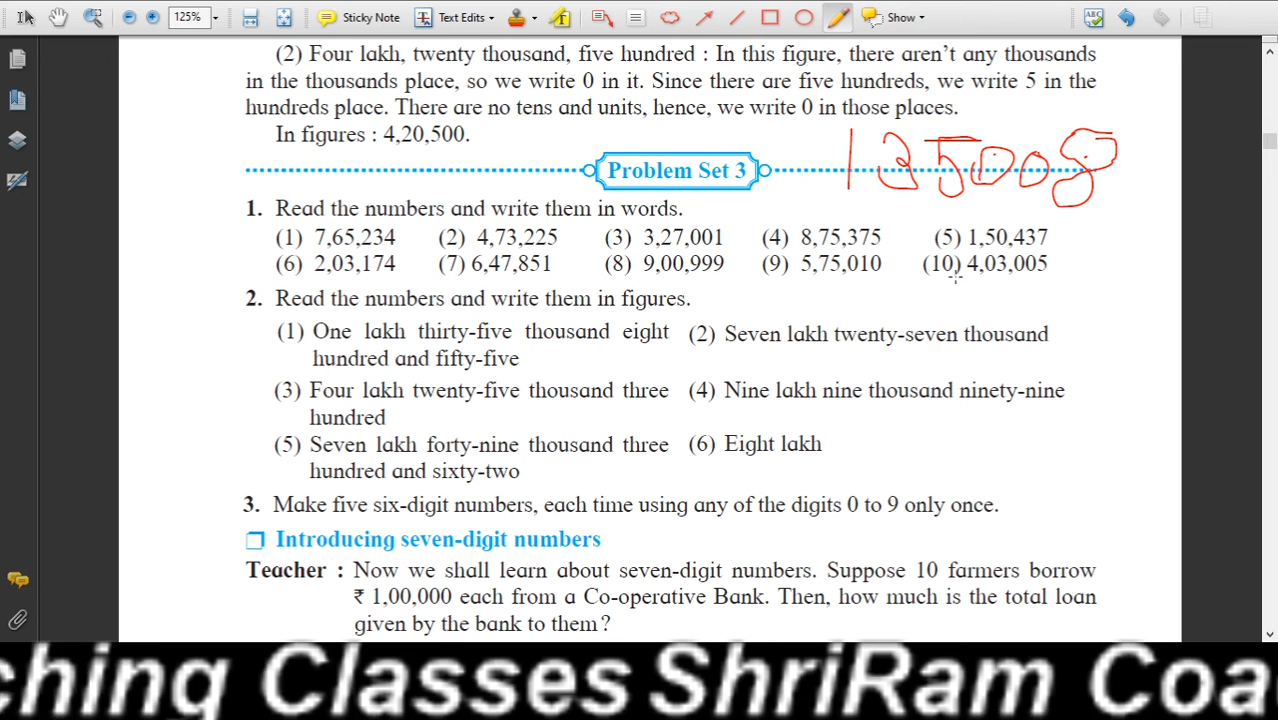 125% Sticky Note Text Edits Show
(2) Four lakh, twenty thousand, five hundred : In this figure, there aren't any thousands
in the thousands place, so we write 0 in it. Since there are five hundreds, we write 5 in the
hundreds place. There are no tens and units, hence, we write 0 in those places.
In figures : 4,20,500.
Problem Set 3
1. Read the numbers and write them in words.
(1) 7,65,234 (2) 4,73,225 (3) 3,27,001 (4) 8,75,375 (5) 1,50,437
(6) 2,03,174 (7) 6,47,851 (8) 9,00,999 (9) 5,75,010 (10) 4,03,005
2. Read the numbers and write them in figures.
(1) One lakh thirty-five thousand eight (2) Seven lakh twenty-seven thousand
hundred and fifty-five
(3) Four lakh twenty-five thousand three (4) Nine lakh nine thousand ninety-nine
hundred
(5) Seven lakh forty-nine thousand three (6) Eight lakh
hundred and sixty-two
3. Make five six-digit numbers, each time using any of the digits 0 to 9 only once.
❒ Introducing seven-digit numbers
Teacher : Now we shall learn about seven-digit numbers. Suppose 10 farmers borrow
₹ 1,00,000 each from a Co-operative Bank. Then, how much is the total loan
given by the bank to them?
ching Classes ShriRam Coa